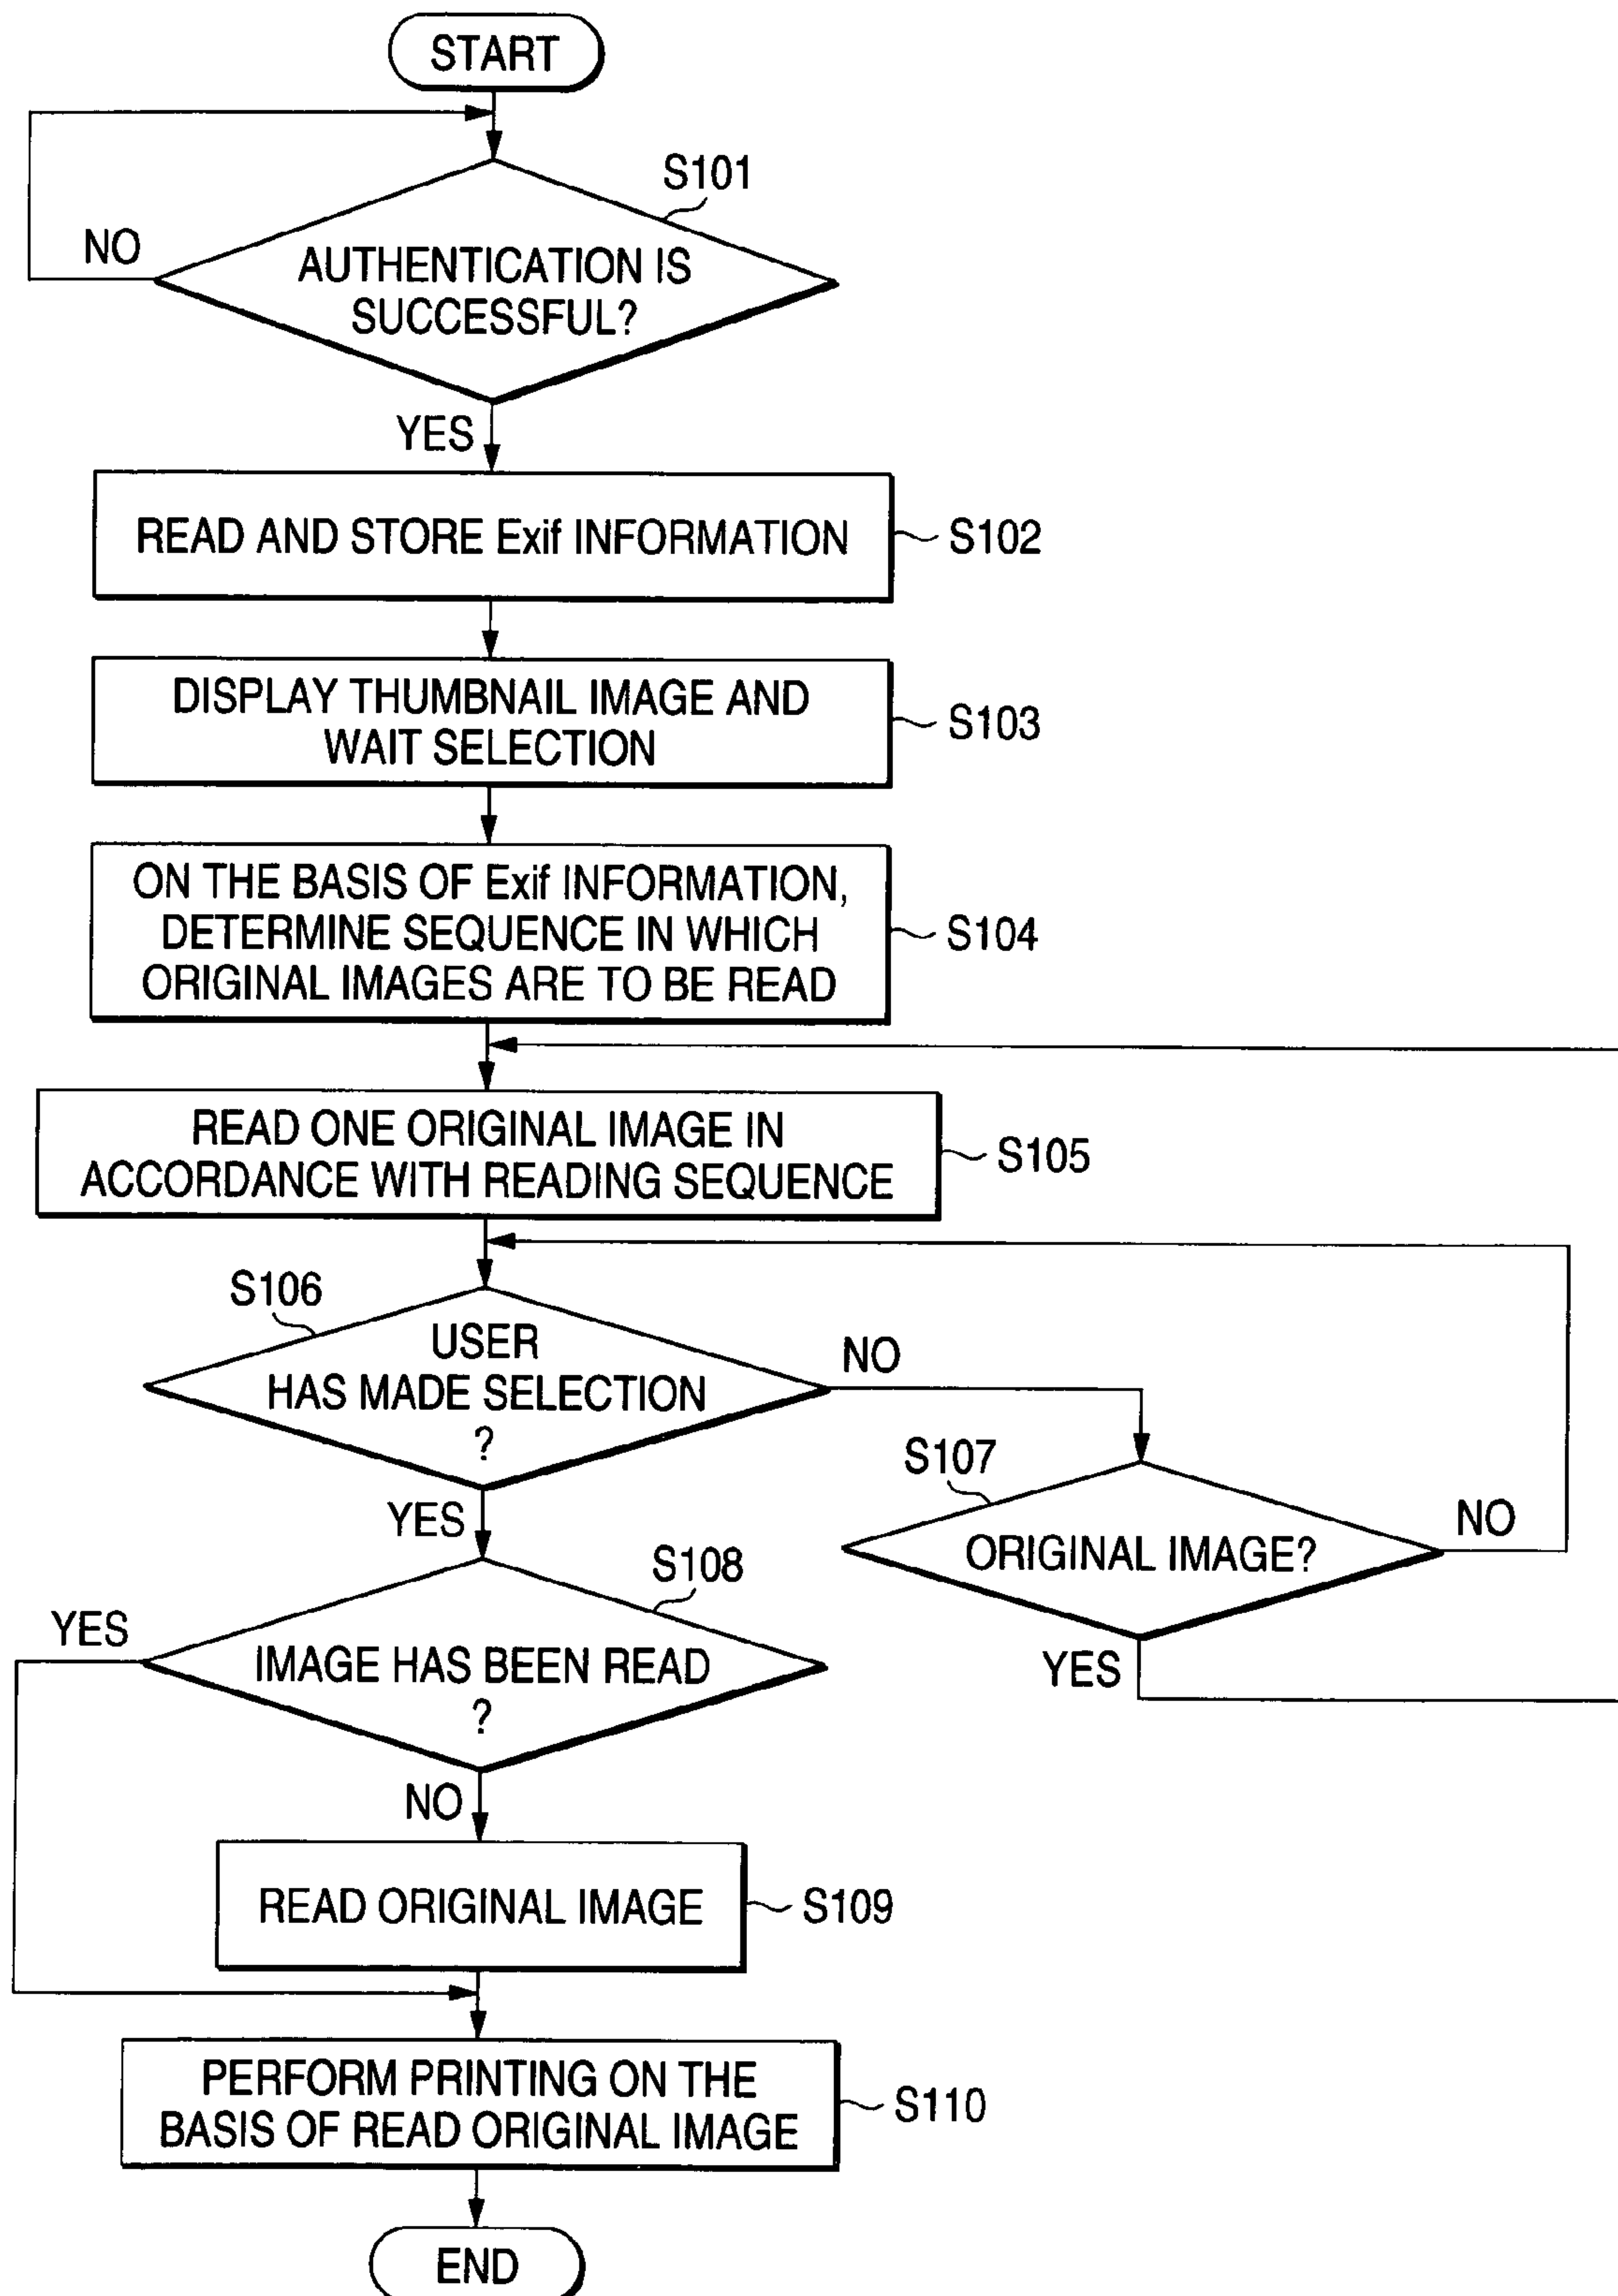 START
S101
NO
AUTHENTICATION IS
SUCCESSFUL?
YES
READ AND STORE Exif INFORMATION
S102
DISPLAY THUMBNAIL IMAGE AND
WAIT SELECTION
S103
ON THE BASIS OF Exif INFORMATION,
DETERMINE SEQUENCE IN WHICH
ORIGINAL IMAGES ARE TO BE READ
S104
READ ONE ORIGINAL IMAGE IN
ACCORDANCE WITH READING SEQUENCE
S105
S106
USER
HAS MADE SELECTION
?
NO
YES
S107
ORIGINAL IMAGE?
NO
YES
S108
YES
IMAGE HAS BEEN READ
?
NO
READ ORIGINAL IMAGE
S109
PERFORM PRINTING ON THE
BASIS OF READ ORIGINAL IMAGE
S110
END